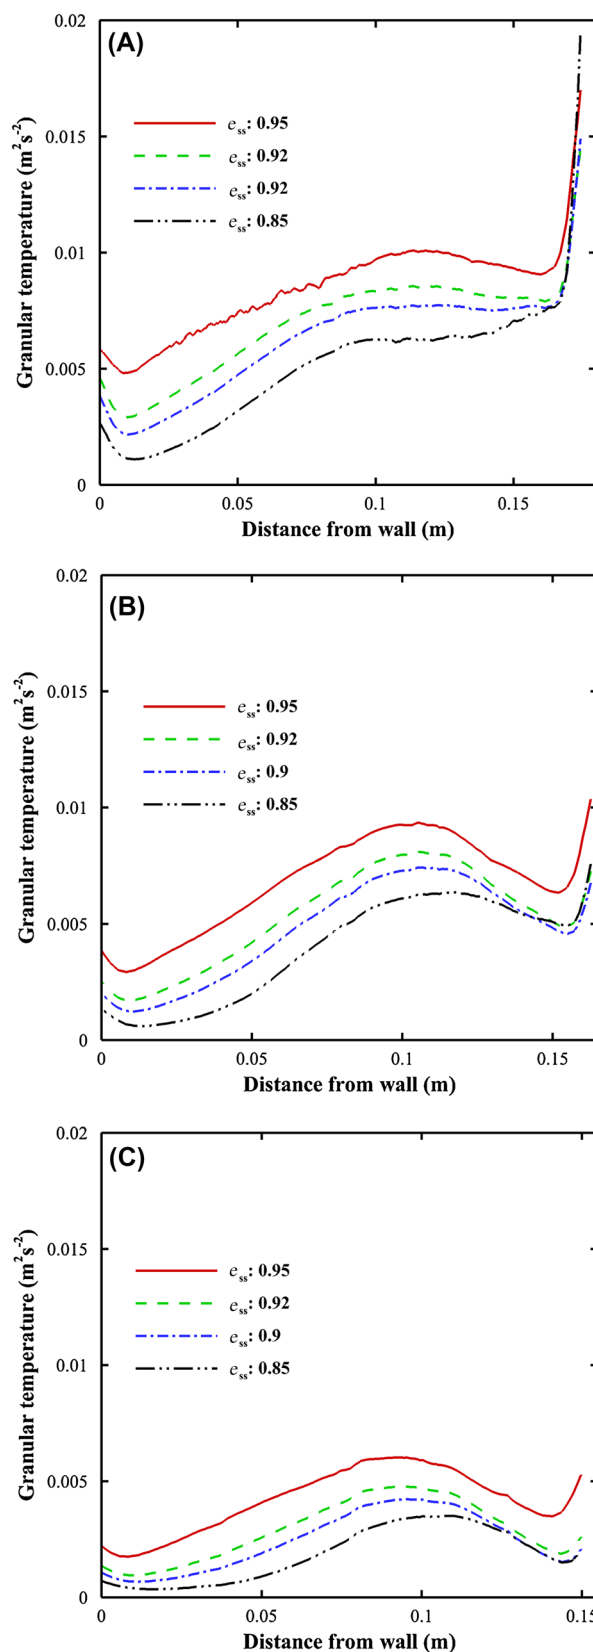 (A)
0.02
0.015
0.01
0.005
0
Granular temperature (m²s⁻²)
eₛₛ: 0.95
eₛₛ: 0.92
eₛₛ: 0.92
eₛₛ: 0.85
0 0.05 0.1 0.15
Distance from wall (m)
(B)
0.02
0.015
0.01
0.005
0
Granular temperature (m²s⁻²)
eₛₛ: 0.95
eₛₛ: 0.92
eₛₛ: 0.9
eₛₛ: 0.85
0 0.05 0.1 0.15
Distance from wall (m)
(C)
0.02
0.015
0.01
0.005
0
Granular temperature (m²s⁻²)
eₛₛ: 0.95
eₛₛ: 0.92
eₛₛ: 0.9
eₛₛ: 0.85
0 0.05 0.1 0.15
Distance from wall (m)